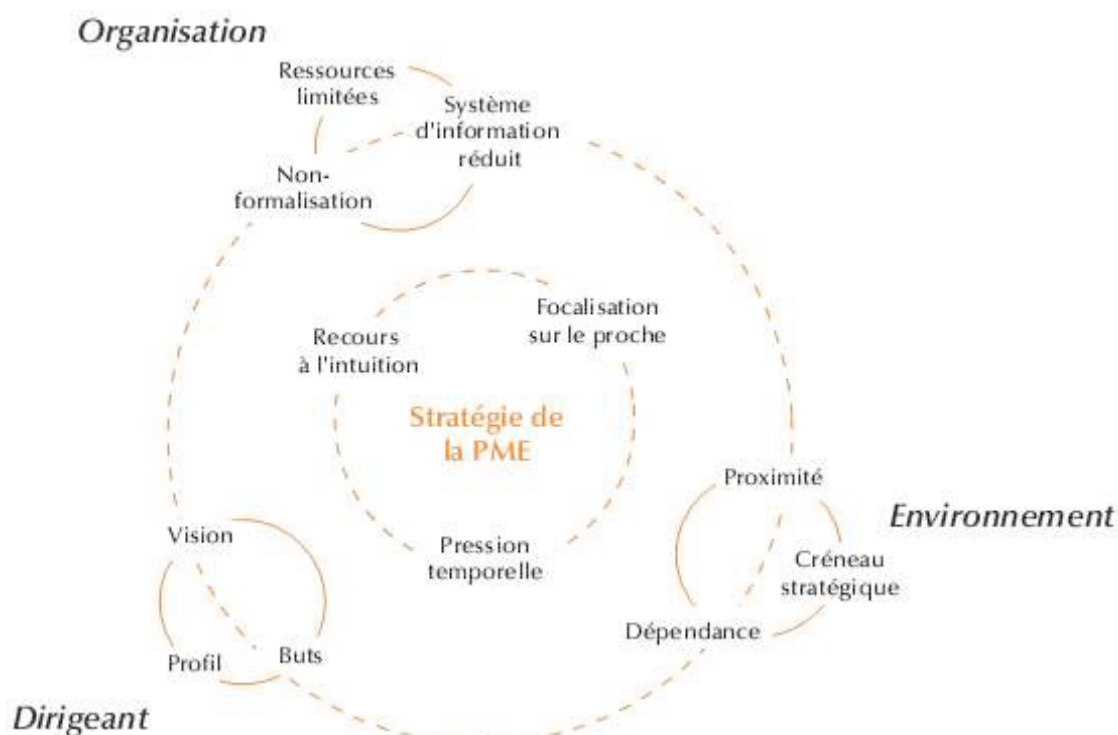 Organisation
Ressources
limitées
Système
d'information
réduit
Non-
formalisation
Focalisation
sur le proche
Recours
à l'intuition
Stratégie de
la PME
Proximité
Environnement
Vision
Pression
temporelle
Créneau
stratégique
Dépendance
Profil
Buts
Dirigeant